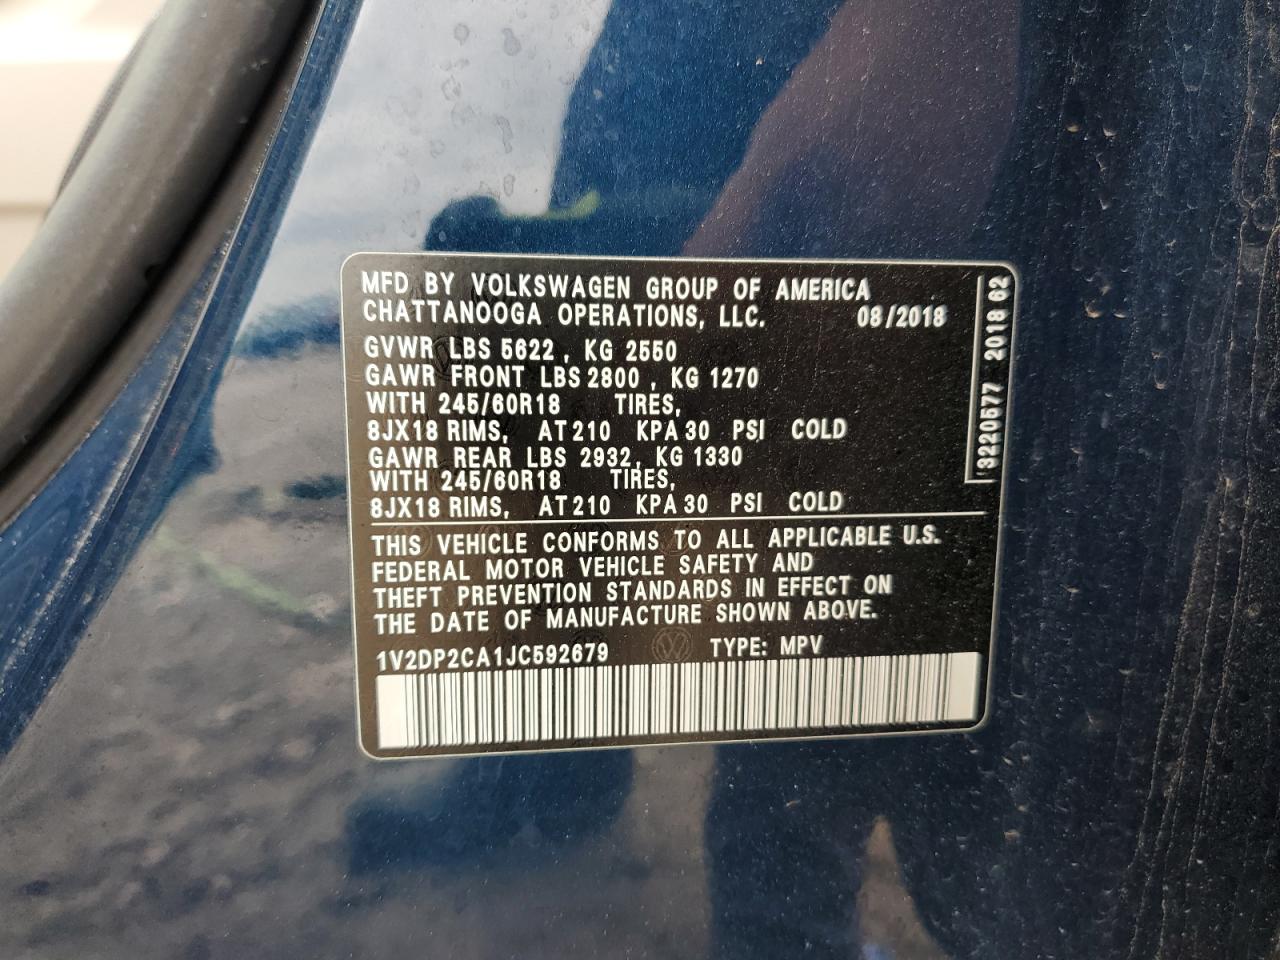 MFD BY VOLKSWAGEN GROUP OF AMERICA
CHATTANOOGA OPERATIONS, LLC. 08/2018
GVWR LBS 5622, KG 2550
GAWR FRONT LBS 2800, KG 1270
WITH 245/60R18 TIRES,
8JX18 RIMS, AT 210 KPA 30 PSI COLD
GAWR REAR LBS 2932, KG 1330
WITH 245/60R18 TIRES,
8JX18 RIMS, AT 210 KPA 30 PSI COLD
THIS VEHICLE CONFORMS TO ALL APPLICABLE U.S.
FEDERAL MOTOR VEHICLE SAFETY AND
THEFT PREVENTION STANDARDS IN EFFECT ON
THE DATE OF MANUFACTURE SHOWN ABOVE.
1V2DP2CA1JC592679 TYPE: MPV
3220577 2018 62